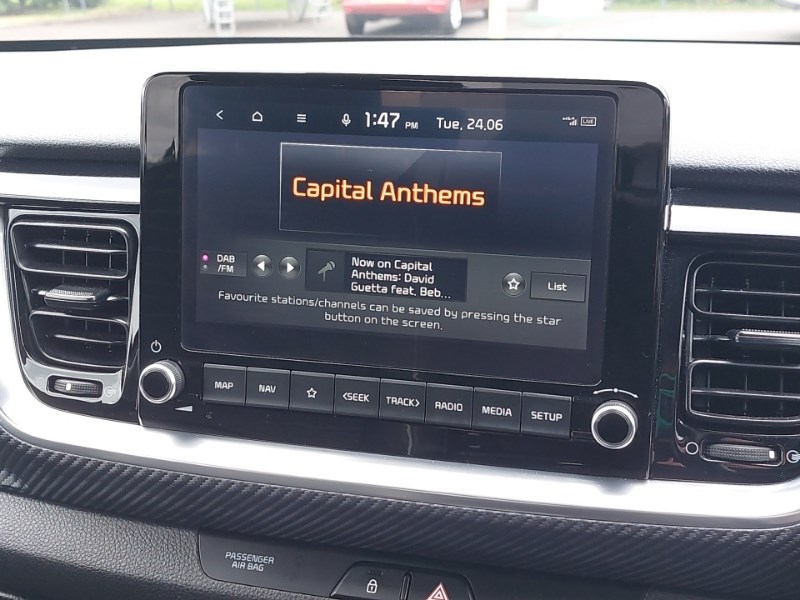 1:47 PM Tue, 24.06
LIVE
Capital Anthems
DAB
/FM
Now on Capital
Anthems: David
Guetta feat. Beb...
List
Favourite stations/channels can be saved by pressing the star
button on the screen.
MAP NAV <SEEK TRACK> RADIO MEDIA SETUP
PASSENGER
AIR BAG